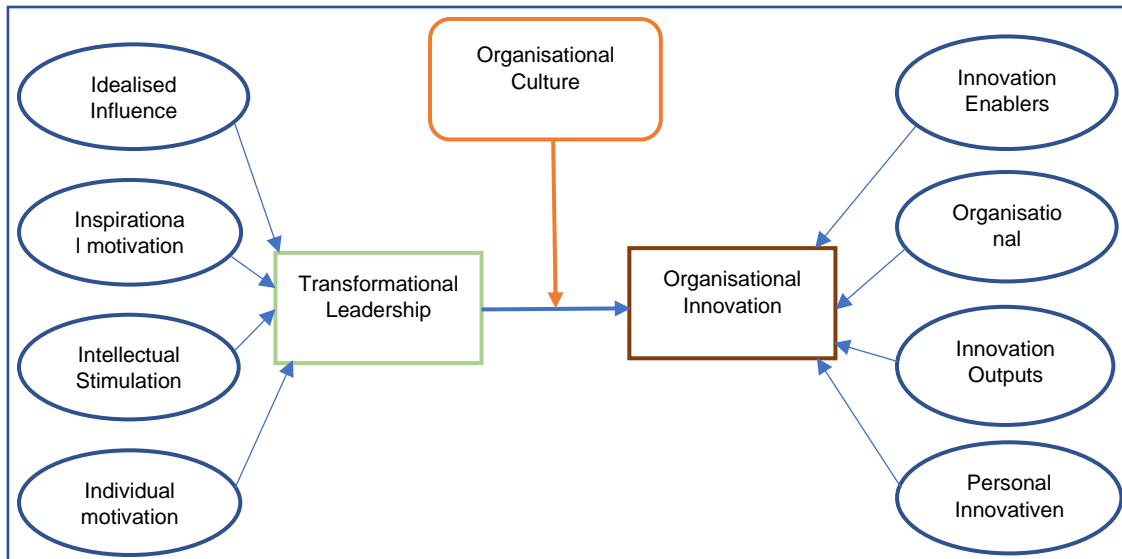 Idealised
Influence
Inspirationa
l motivation
Intellectual
Stimulation
Individual
motivation
Organisational
Culture
Transformational
Leadership
Organisational
Innovation
Innovation
Enablers
Organisatio
nal
Innovation
Outputs
Personal
Innovativen